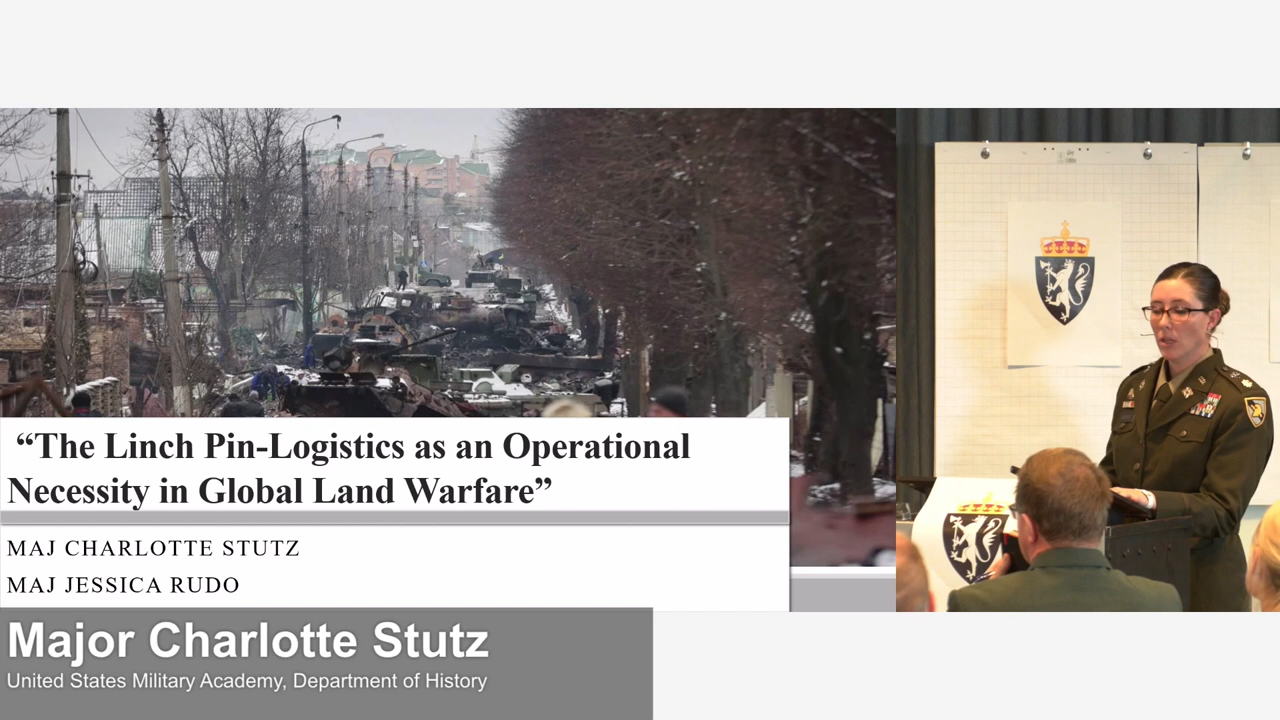 “The Linch Pin-Logistics as an Operational
Necessity in Global Land Warfare”
MAJ CHARLOTTE STUTZ
MAJ JESSICA RUDO
Major Charlotte Stutz
United States Military Academy, Department of History